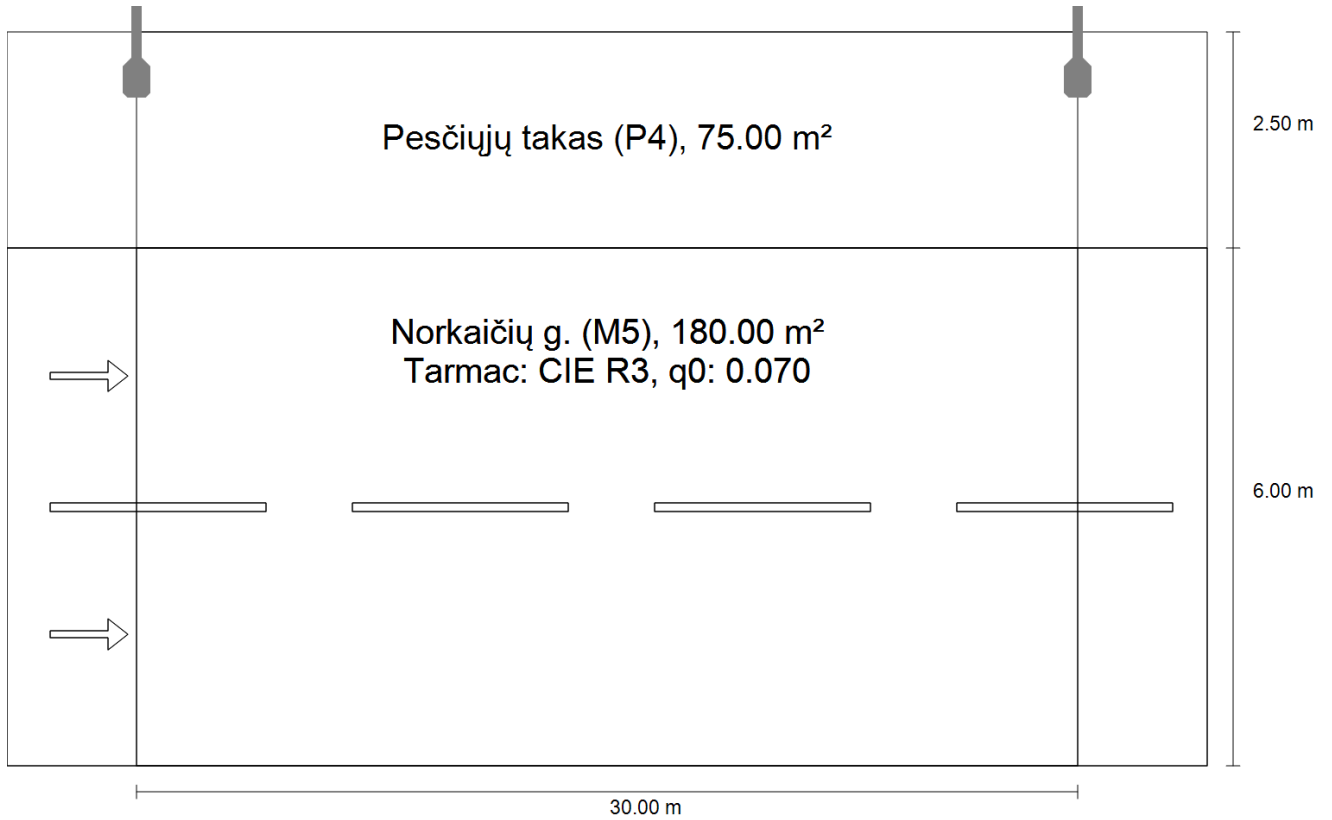 Pesčiųjų takas (P4), 75.00 m²
2.50 m
Norkaičių g. (M5), 180.00 m²
Tarmac: CIE R3, q0: 0.070
6.00 m
30.00 m